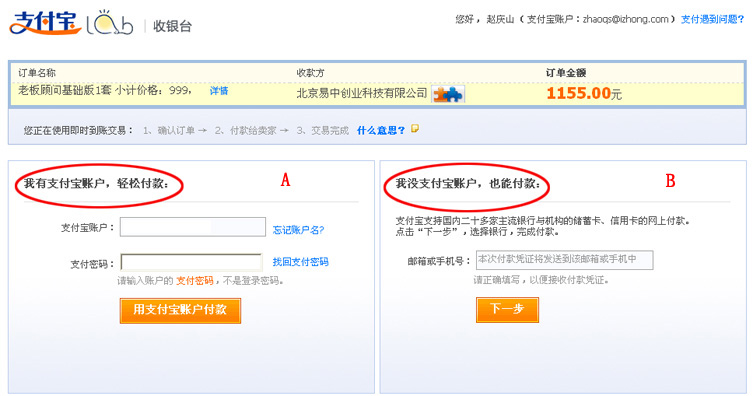 支付宝 Lab 收银台
您好，赵庆山（支付宝账户：zhaoqs@izhong.com）支付遇到问题?
订单名称 收款方 订单金额
老板顾问基础版1套 小计价格：999， 详情 北京易中创业科技有限公司 1155.00元
您正在使用即时到账交易： 1、确认订单 → 2、付款给卖家 → 3、交易完成 什么意思？
我有支付宝账户，轻松付款： A
支付宝账户： 忘记账户名?
支付密码： 找回支付密码
请输入账户的 支付密码，不是登录密码。
用支付宝账户付款
我没支付宝账户，也能付款： B
支付宝支持国内二十多家主流银行与机构的储蓄卡、信用卡的网上付款。
点击“下一步”，选择银行，完成付款。
邮箱或手机号： 本次付款凭证将发送到该邮箱或手机中
请正确填写，以便接收付款凭证。
下一步